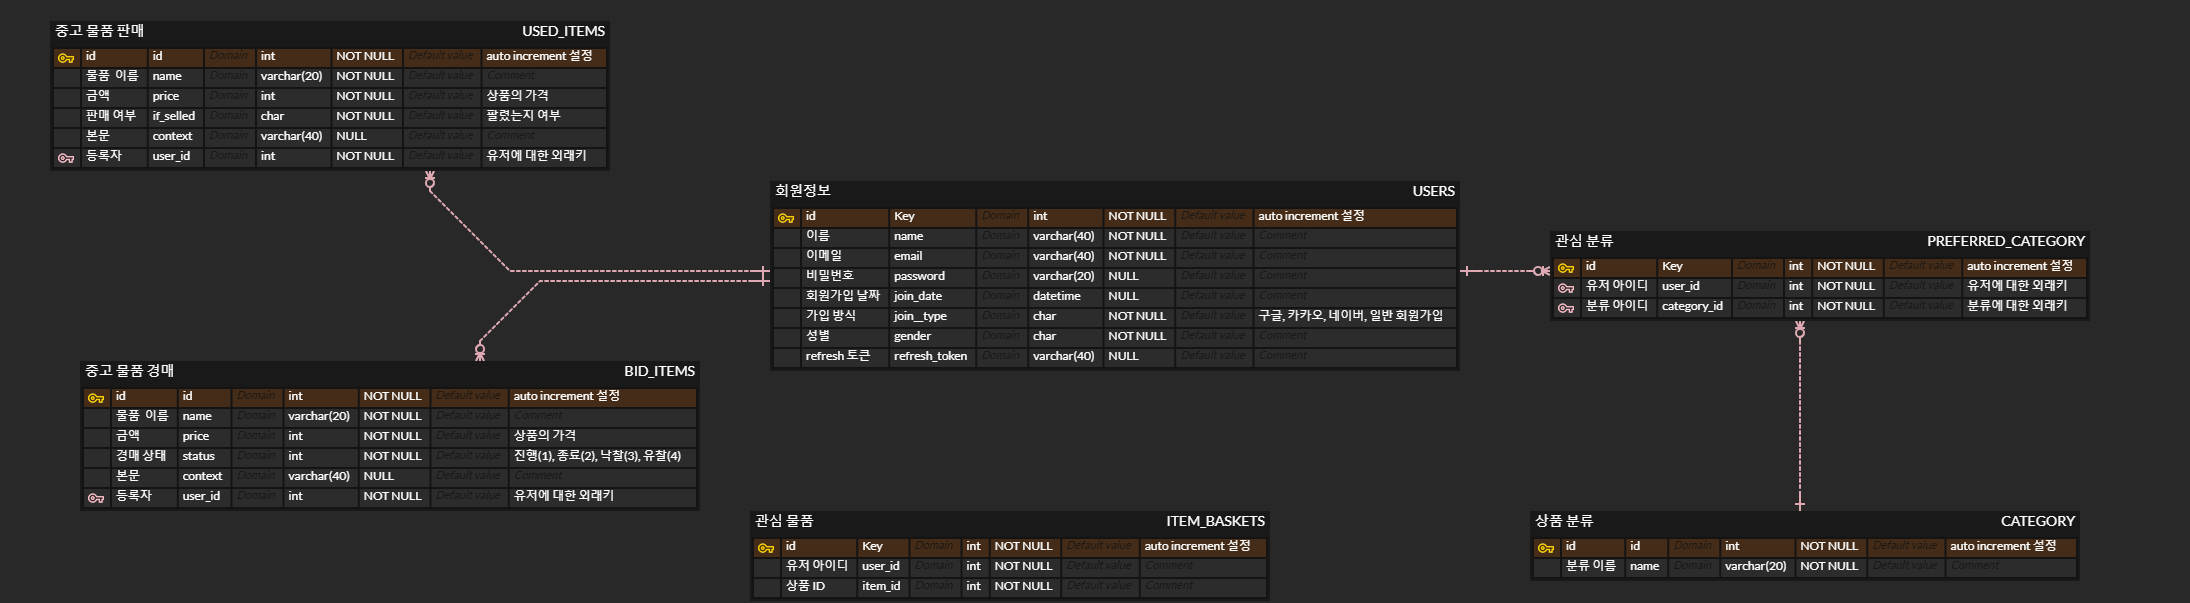 중고 물품 판매 USED_ITEMS
id id Domain int NOT NULL Default value auto increment 설정
물품 이름 name Domain varchar(20) NOT NULL Default value Comment
금액 price Domain int NOT NULL Default value 상품의 가격
판매 여부 if_selled Domain char NOT NULL Default value 팔렸는지 여부
본문 context Domain varchar(40) NULL Default value Comment
등록자 user_id Domain int NOT NULL Default value 유저에 대한 외래키
회원정보 USERS
id Key Domain int NOT NULL Default value auto increment 설정
이름 name Domain varchar(40) NOT NULL Default value Comment
이메일 email Domain varchar(40) NOT NULL Default value Comment
비밀번호 password Domain varchar(20) NULL Default value Comment
회원가입 날짜 join_date Domain datetime NULL Default value Comment
가입 방식 join_type Domain char NOT NULL Default value 구글, 카카오, 네이버, 일반 회원가입
성별 gender Domain char NOT NULL Default value Comment
refresh 토큰 refresh_token Domain varchar(40) NULL Default value Comment
관심 분류 PREFERRED_CATEGORY
id Key Domain int NOT NULL Default value auto increment 설정
유저 아이디 user_id Domain int NOT NULL Default value 유저에 대한 외래키
분류 아이디 category_id Domain int NOT NULL Default value 분류에 대한 외래키
중고 물품 경매 BID_ITEMS
id id Domain int NOT NULL Default value auto increment 설정
물품 이름 name Domain varchar(20) NOT NULL Default value Comment
금액 price Domain int NOT NULL Default value 상품의 가격
경매 상태 status Domain int NOT NULL Default value 진행(1), 종료(2), 낙찰(3), 유찰(4)
본문 context Domain varchar(40) NULL Default value Comment
등록자 user_id Domain int NOT NULL Default value 유저에 대한 외래키
관심 물품 ITEM_BASKETS
id Key Domain int NOT NULL Default value auto increment 설정
유저 아이디 user_id Domain int NOT NULL Default value Comment
상품 ID item_id Domain int NOT NULL Default value Comment
상품 분류 CATEGORY
id id Domain int NOT NULL Default value auto increment 설정
분류 이름 name Domain varchar(20) NOT NULL Default value Comment